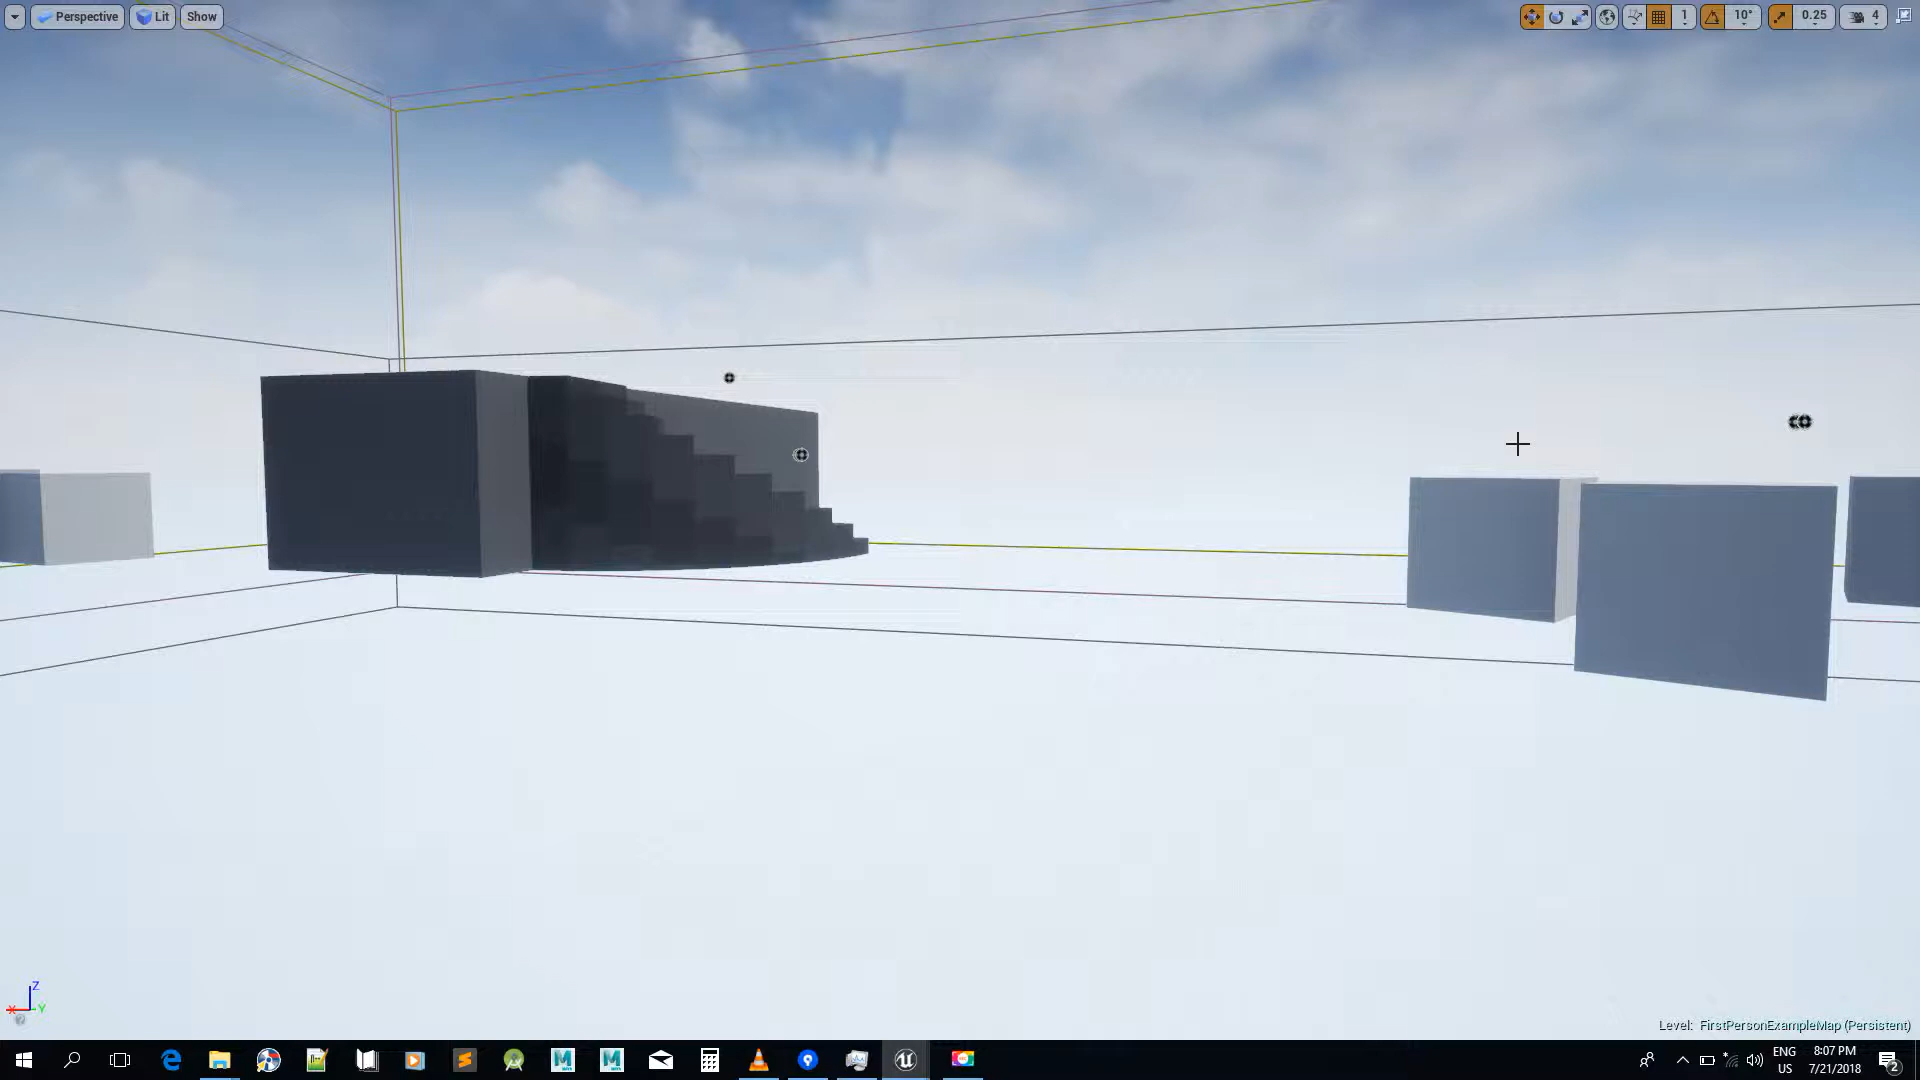 Perspective Lit Show 1 10° 0.25 4
Z
X Y
Level: FirstPersonExampleMap (Persistent)
ENG 8:07 PM
US 7/21/2018 2